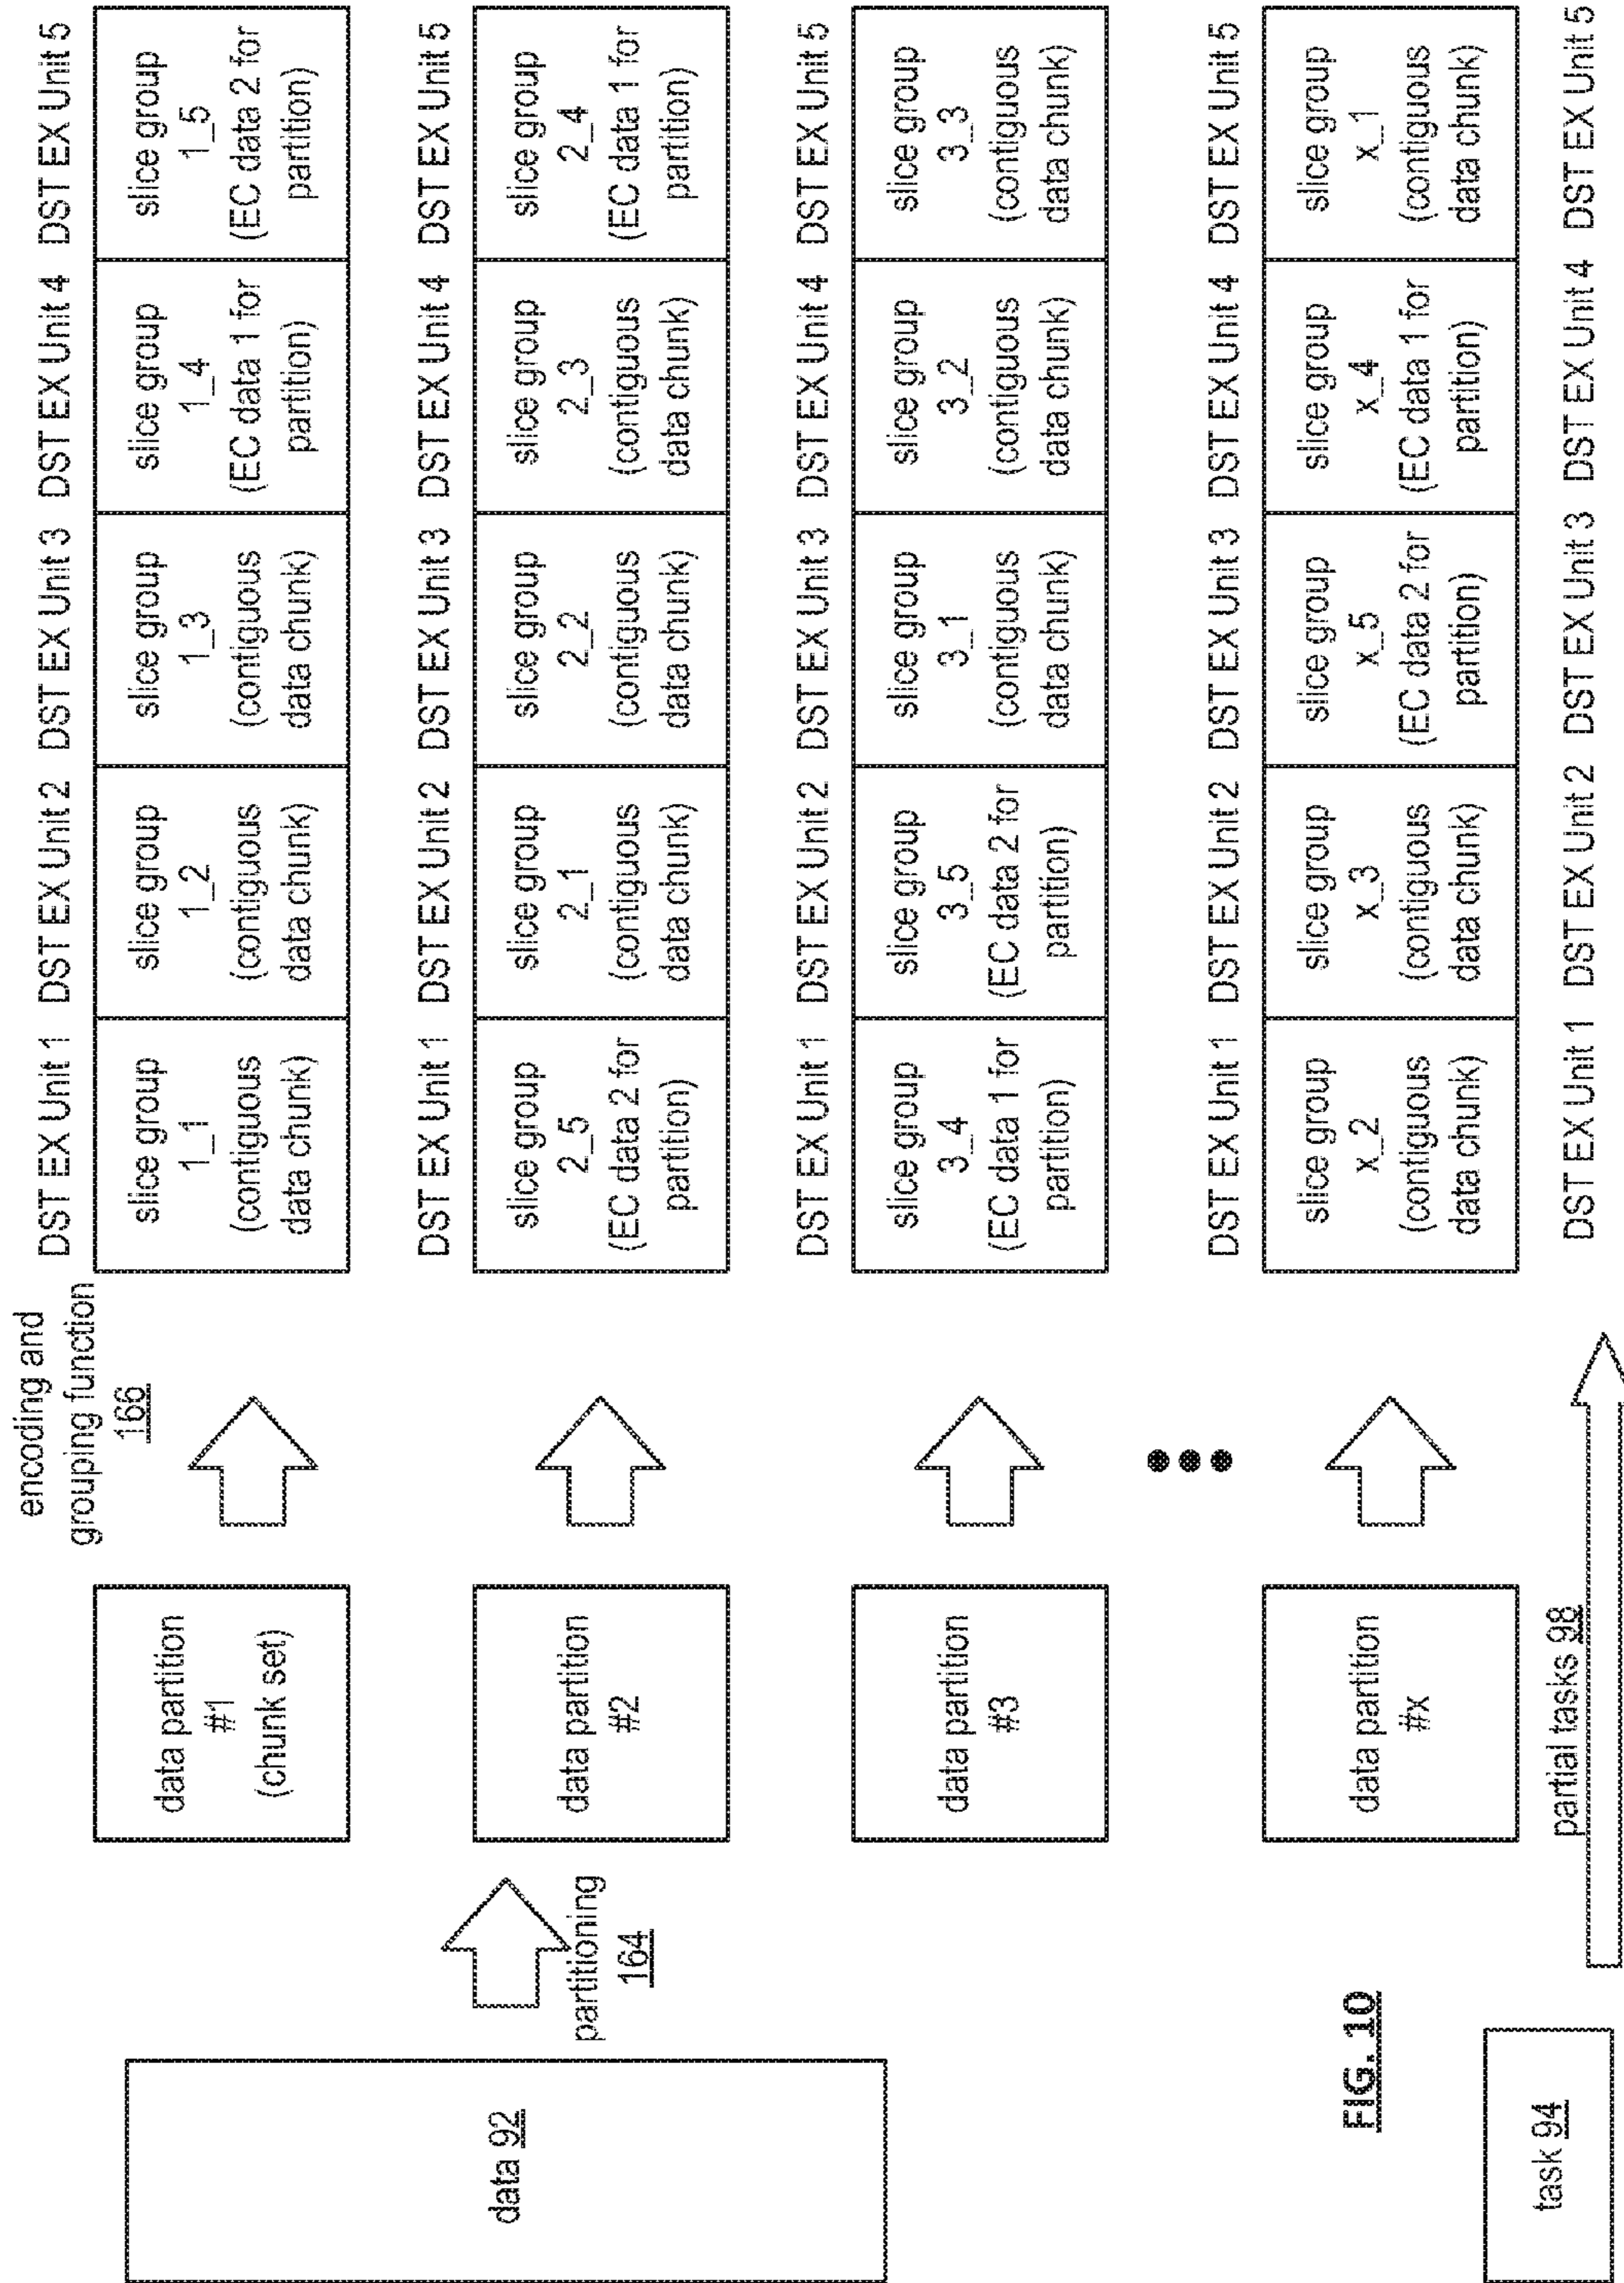 data 92
partitioning
164
data partition
#1
(chunk set)
data partition
#2
data partition
#3
data partition
#x
encoding and
grouping function
166
DST EX Unit 1 DST EX Unit 2 DST EX Unit 3 DST EX Unit 4 DST EX Unit 5
slice group
1_1
(contiguous
data chunk)
slice group
1_2
(contiguous
data chunk)
slice group
1_3
(contiguous
data chunk)
slice group
1_4
(EC data 1 for
partition)
slice group
1_5
(EC data 2 for
partition)
DST EX Unit 1 DST EX Unit 2 DST EX Unit 3 DST EX Unit 4 DST EX Unit 5
slice group
2_5
(EC data 2 for
partition)
slice group
2_1
(contiguous
data chunk)
slice group
2_2
(contiguous
data chunk)
slice group
2_3
(contiguous
data chunk)
slice group
2_4
(EC data 1 for
partition)
DST EX Unit 1 DST EX Unit 2 DST EX Unit 3 DST EX Unit 4 DST EX Unit 5
slice group
3_4
(EC data 1 for
partition)
slice group
3_5
(EC data 2 for
partition)
slice group
3_1
(contiguous
data chunk)
slice group
3_2
(contiguous
data chunk)
slice group
3_3
(contiguous
data chunk)
DST EX Unit 1 DST EX Unit 2 DST EX Unit 3 DST EX Unit 4 DST EX Unit 5
slice group
x_2
(contiguous
data chunk)
slice group
x_3
(contiguous
data chunk)
slice group
x_5
(EC data 2 for
partition)
slice group
x_4
(EC data 1 for
partition)
slice group
x_1
(contiguous
data chunk)
FIG. 10
task 94
partial tasks 98
DST EX Unit 1 DST EX Unit 2 DST EX Unit 3 DST EX Unit 4 DST EX Unit 5